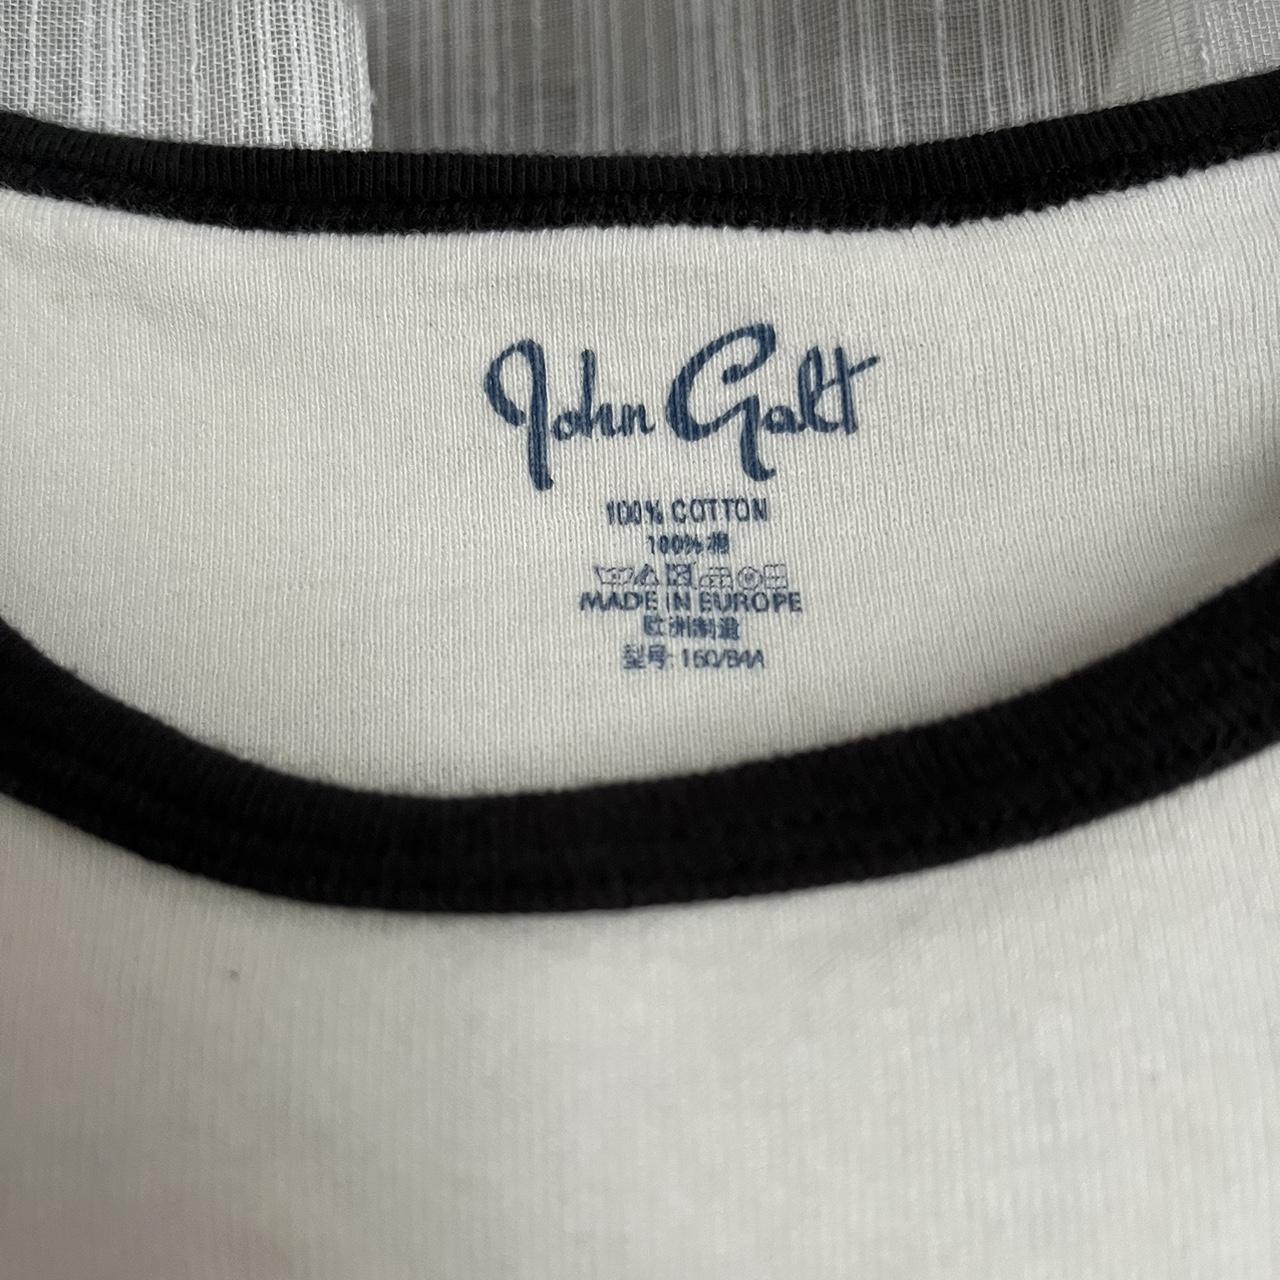 John Galt
100% COTTON
100% 棉
MADE IN EUROPE
欧洲制造
型号: 160/84A